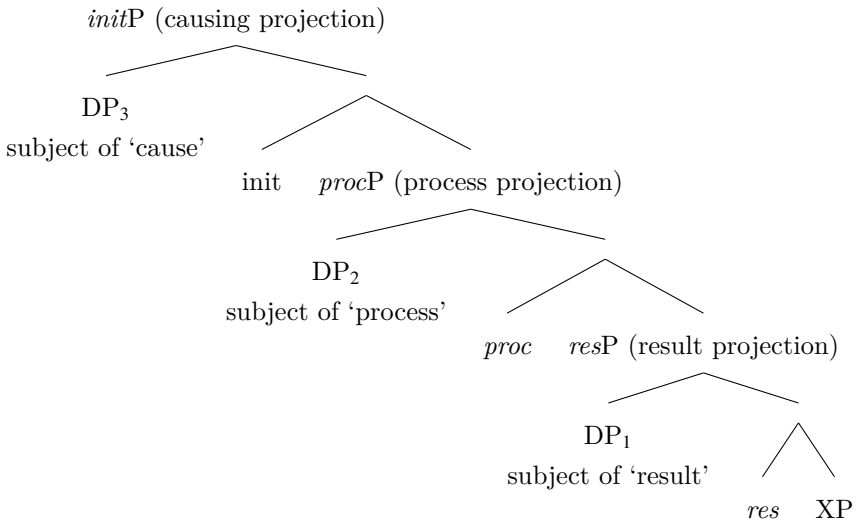 initP (causing projection)
DP₃
subject of ‘cause’
init procP (process projection)
DP₂
subject of ‘process’
proc resP (result projection)
DP₁
subject of ‘result’
res XP